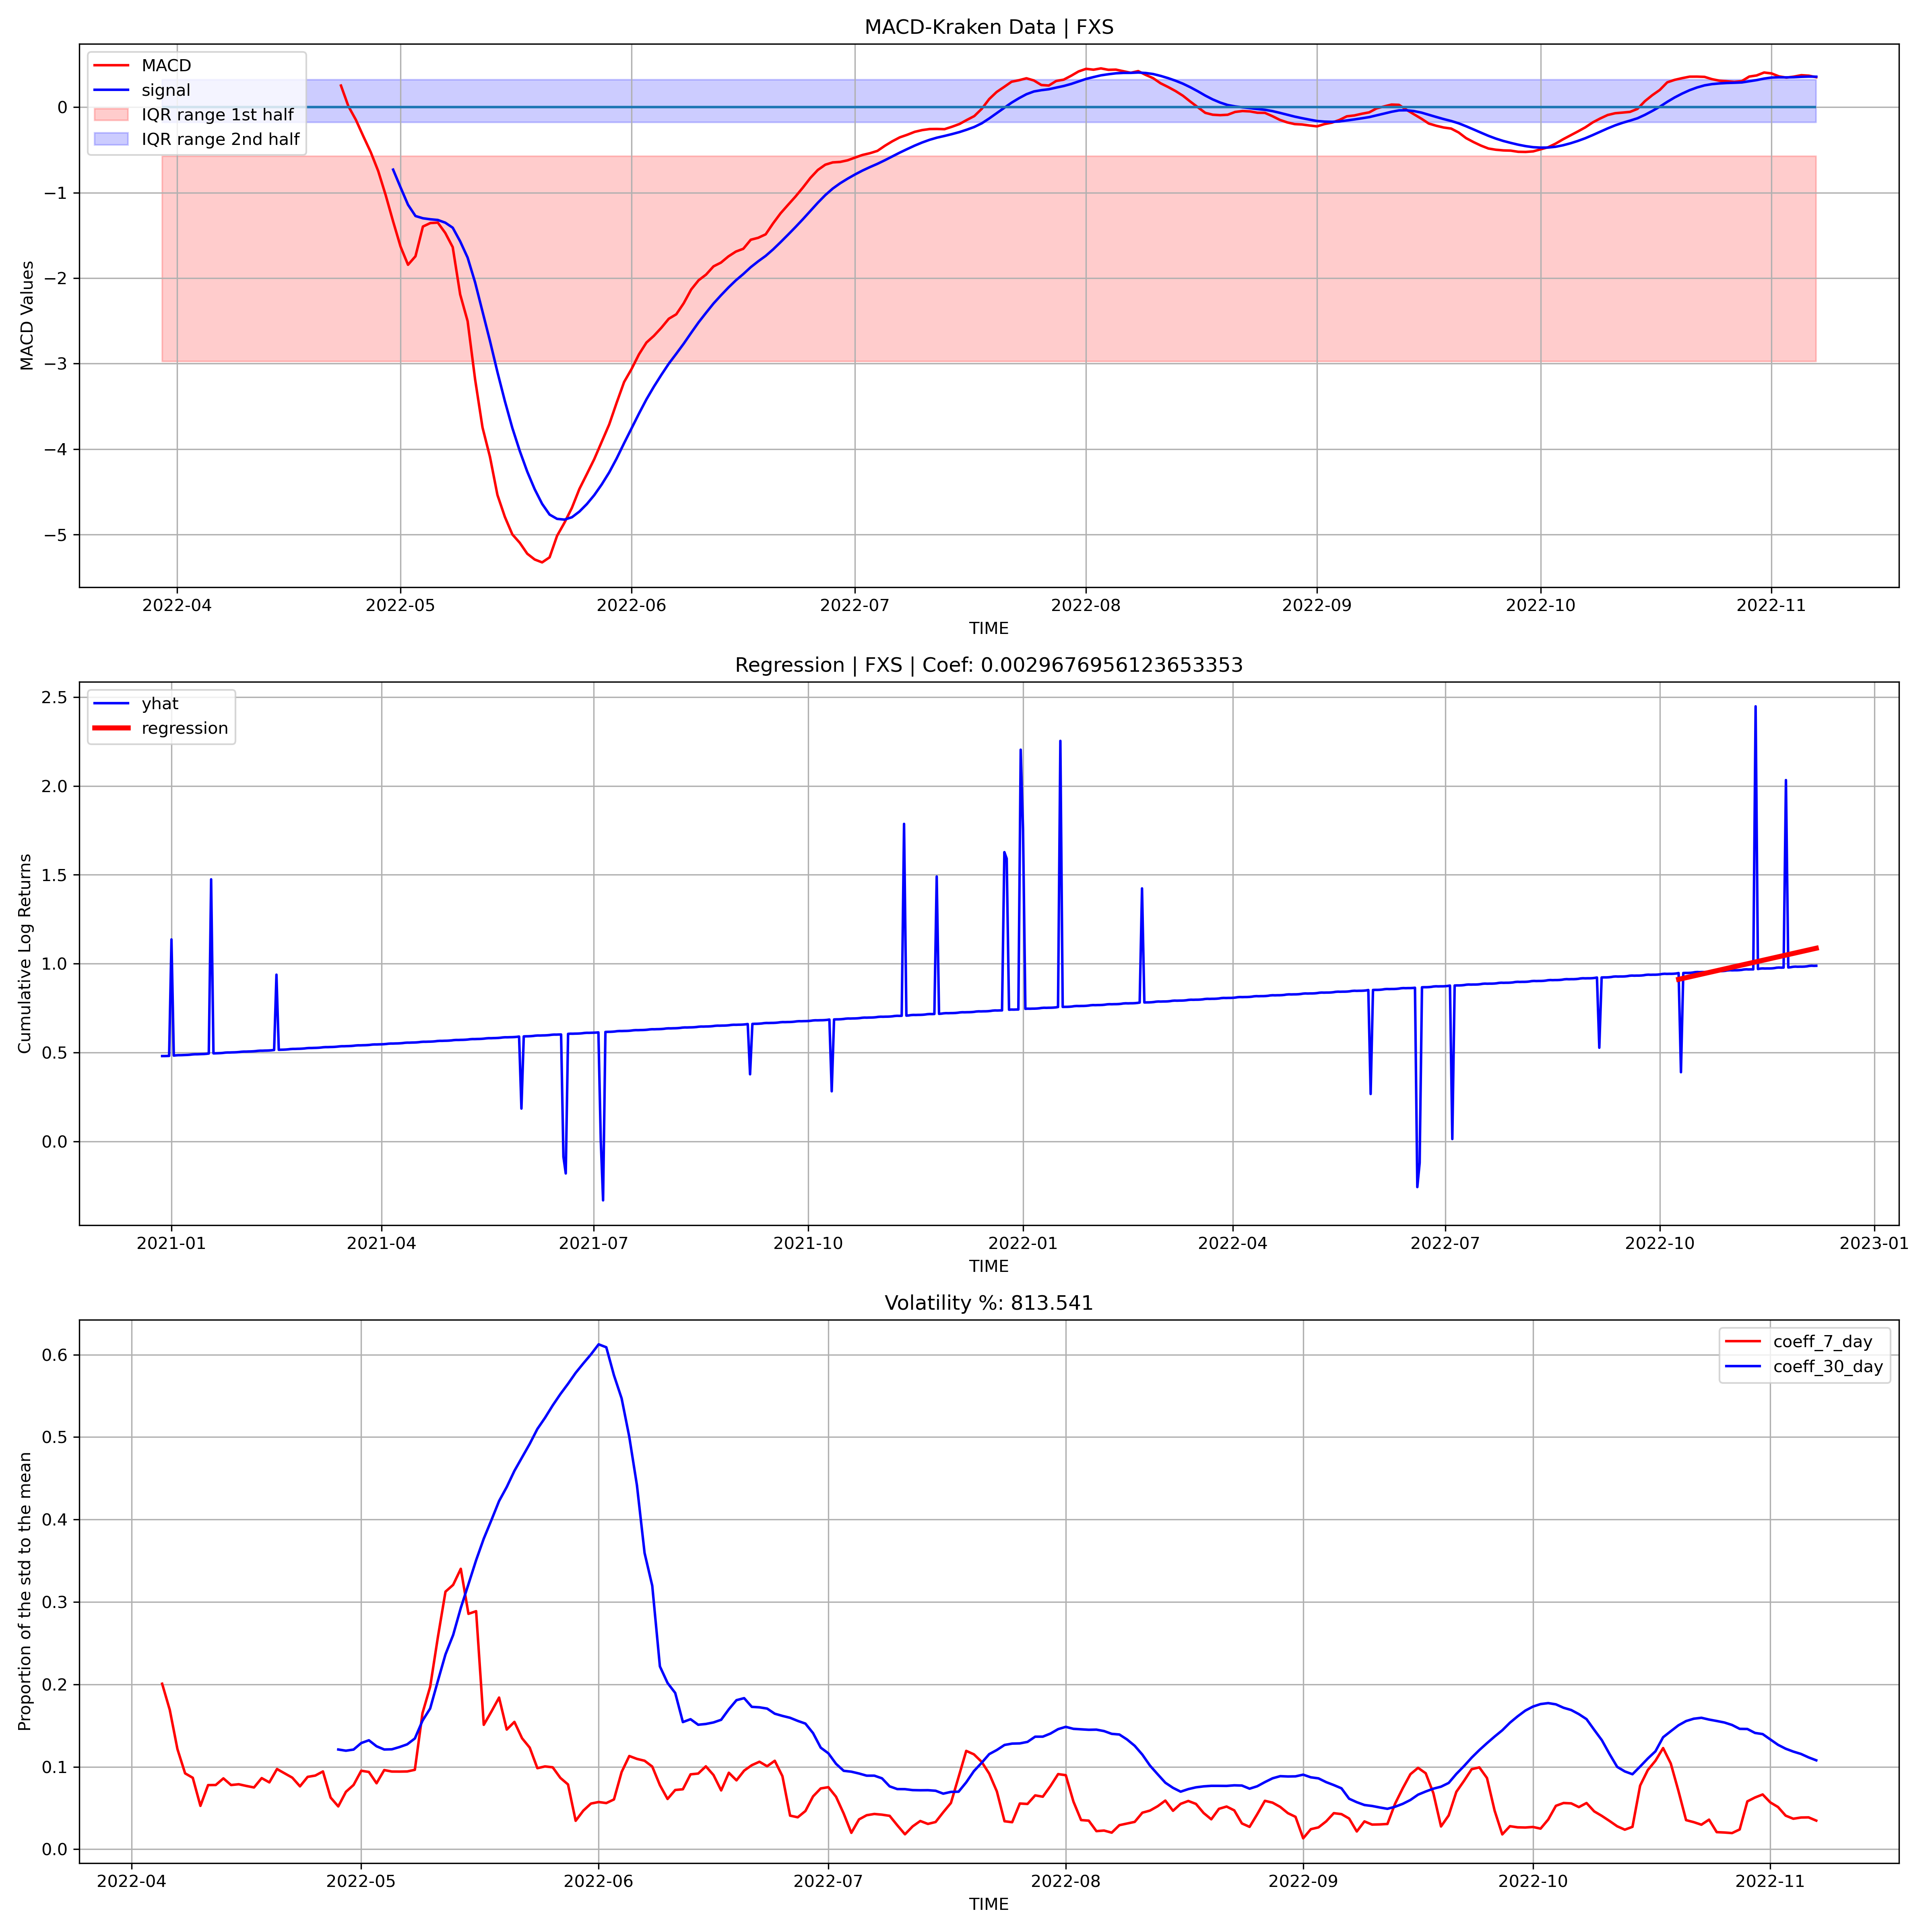 MACD-Kraken Data | FXS
MACD
signal
IQR range 1st half
IQR range 2nd half
0
−1
−2
−3
−4
−5
MACD Values
2022-04 2022-05 2022-06 2022-07 2022-08 2022-09 2022-10 2022-11
TIME
Regression | FXS | Coef: 0.0029676956123653353
yhat
regression
2.5
2.0
1.5
1.0
0.5
0.0
Cumulative Log Returns
2021-01 2021-04 2021-07 2021-10 2022-01 2022-04 2022-07 2022-10 2023-01
TIME
Volatility %: 813.541
coeff_7_day
coeff_30_day
0.6
0.5
0.4
0.3
0.2
0.1
0.0
Proportion of the std to the mean
2022-04 2022-05 2022-06 2022-07 2022-08 2022-09 2022-10 2022-11
TIME